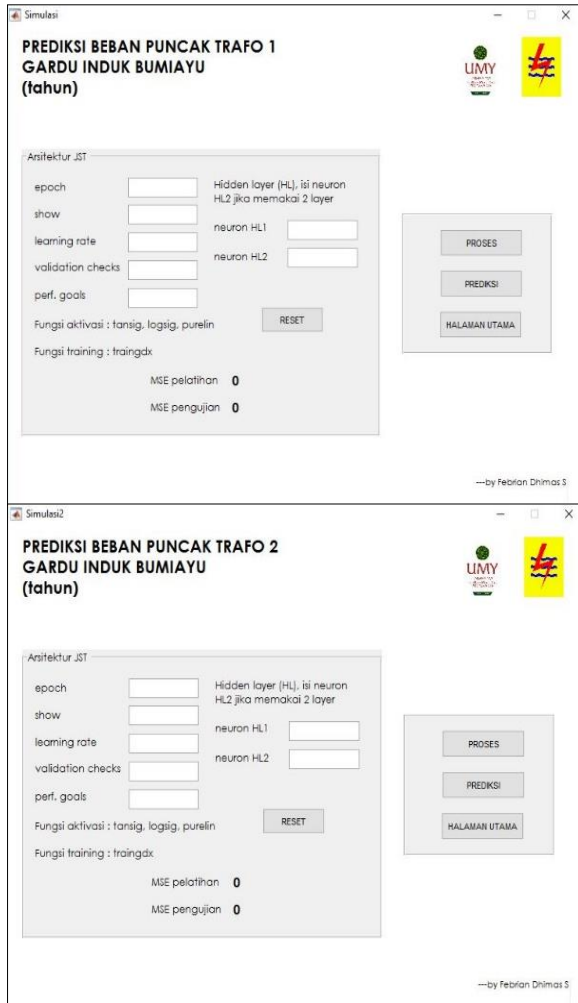 Simulasi
PREDIKSI BEBAN PUNCAK TRAFO 1
GARDU INDUK BUMIAYU
(tahun)
UMY
Arsitektur JST
epoch
show
learning rate
validation checks
perf. goals
Hidden layer (HL), isi neuron
HL2 jika memakai 2 layer
neuron HL1
neuron HL2
RESET
Fungsi aktivasi : tansig, logsig, purelin
Fungsi training : traingdx
MSE pelatihan 0
MSE pengujian 0
PROSES
PREDIKSI
HALAMAN UTAMA
---by Febrian Dhimas S
Simulasi2
PREDIKSI BEBAN PUNCAK TRAFO 2
GARDU INDUK BUMIAYU
(tahun)
UMY
Arsitektur JST
epoch
show
learning rate
validation checks
perf. goals
Hidden layer (HL), isi neuron
HL2 jika memakai 2 layer
neuron HL1
neuron HL2
RESET
Fungsi aktivasi : tansig, logsig, purelin
Fungsi training : traingdx
MSE pelatihan 0
MSE pengujian 0
PROSES
PREDIKSI
HALAMAN UTAMA
---by Febrian Dhimas S